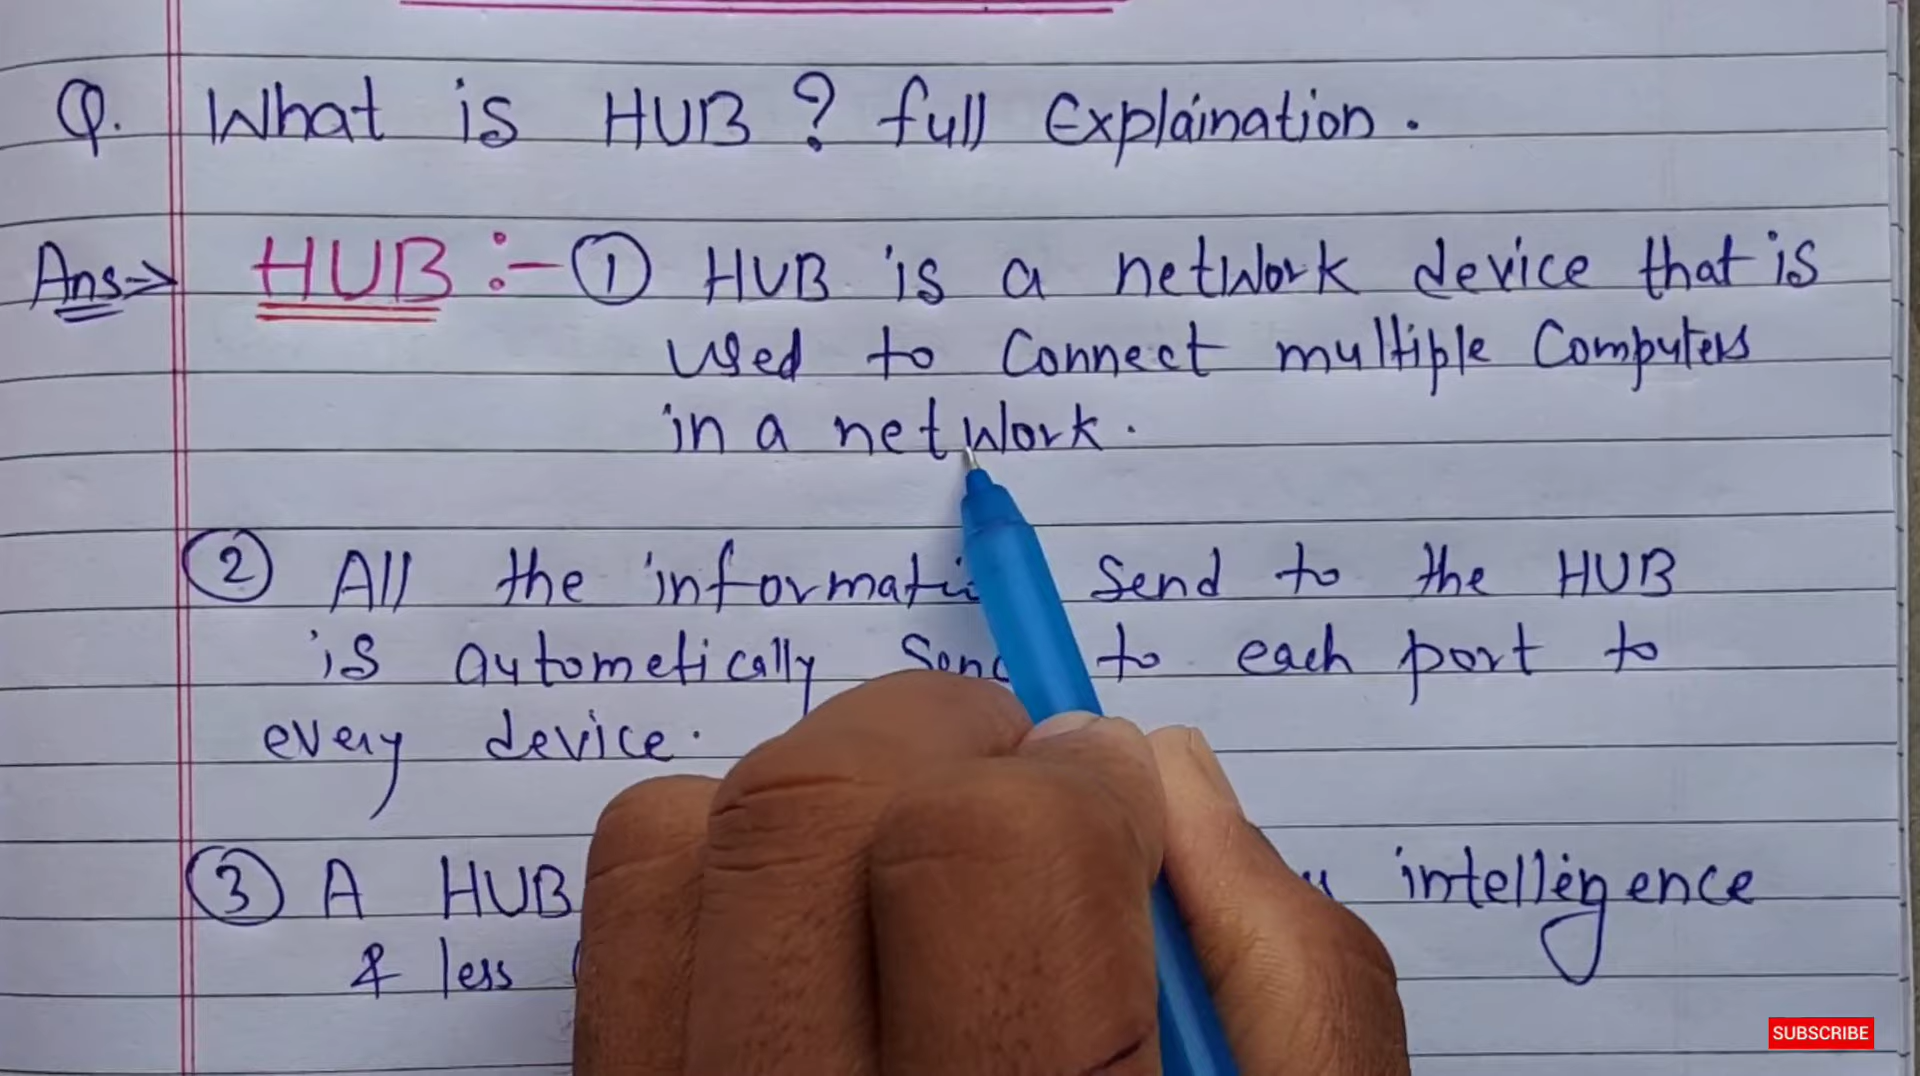 Q. What is HUB ? full Explaination .
Ans-> HUB :- ① HUB is a network device that is
used to Connect multiple Computers
in a network .
② All the Send to the HUB
is autometically to each port to
every device .
③ A HUB intellegence
& less
SUBSCRIBE